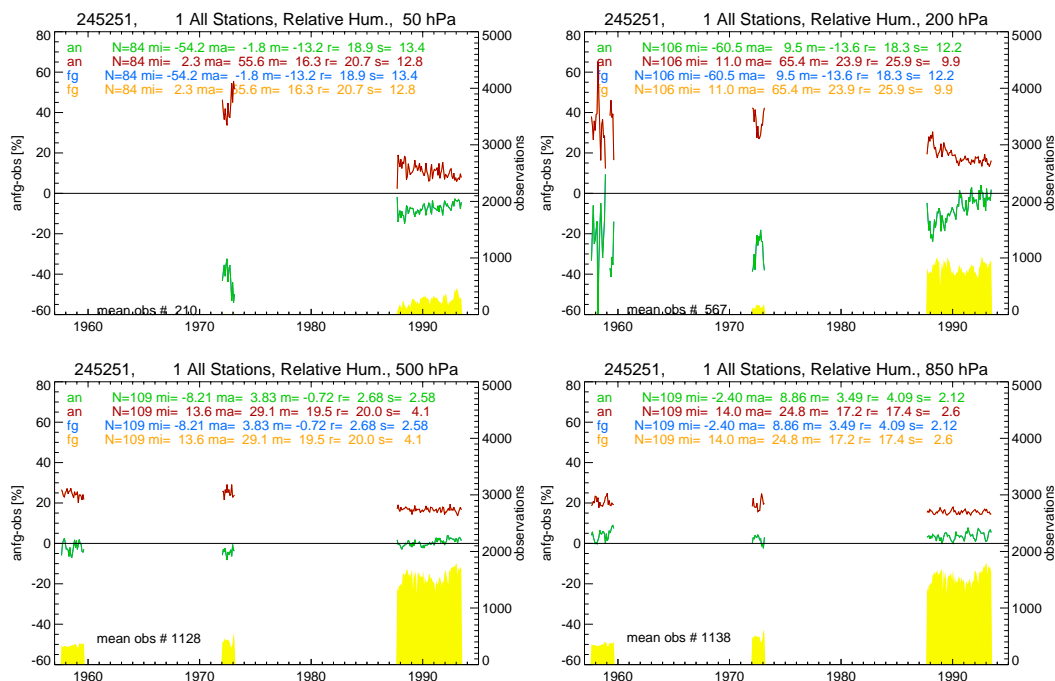 245251, 1 All Stations, Relative Hum., 50 hPa
an N=84 mi= -54.2 ma= -1.8 m= -13.2 r= 18.9 s= 13.4
an N=84 mi= 2.3 ma= 55.6 m= 16.3 r= 20.7 s= 12.8
fg N=84 mi= -54.2 ma= -1.8 m= -13.2 r= 18.9 s= 13.4
fg N=84 mi= 2.3 ma= 55.6 m= 16.3 r= 20.7 s= 12.8
80
60
40
20
0
-20
-40
-60
anfg-obs [%]
5000
4000
3000
2000
1000
0
observations
mean obs # 210
1960 1970 1980 1990
245251, 1 All Stations, Relative Hum., 200 hPa
an N=106 mi= -60.5 ma= 9.5 m= -13.6 r= 18.3 s= 12.2
an N=106 mi= 11.0 ma= 65.4 m= 23.9 r= 25.9 s= 9.9
fg N=106 mi= -60.5 ma= 9.5 m= -13.6 r= 18.3 s= 12.2
fg N=106 mi= 11.0 ma= 65.4 m= 23.9 r= 25.9 s= 9.9
80
60
40
20
0
-20
-40
-60
anfg-obs [%]
5000
4000
3000
2000
1000
0
observations
mean obs # 567
1960 1970 1980 1990
245251, 1 All Stations, Relative Hum., 500 hPa
an N=109 mi= -8.21 ma= 3.83 m= -0.72 r= 2.68 s= 2.58
an N=109 mi= 13.6 ma= 29.1 m= 19.5 r= 20.0 s= 4.1
fg N=109 mi= -8.21 ma= 3.83 m= -0.72 r= 2.68 s= 2.58
fg N=109 mi= 13.6 ma= 29.1 m= 19.5 r= 20.0 s= 4.1
80
60
40
20
0
-20
-40
-60
anfg-obs [%]
5000
4000
3000
2000
1000
0
observations
mean obs # 1128
1960 1970 1980 1990
245251, 1 All Stations, Relative Hum., 850 hPa
an N=109 mi= -2.40 ma= 8.86 m= 3.49 r= 4.09 s= 2.12
an N=109 mi= 14.0 ma= 24.8 m= 17.2 r= 17.4 s= 2.6
fg N=109 mi= -2.40 ma= 8.86 m= 3.49 r= 4.09 s= 2.12
fg N=109 mi= 14.0 ma= 24.8 m= 17.2 r= 17.4 s= 2.6
80
60
40
20
0
-20
-40
-60
anfg-obs [%]
5000
4000
3000
2000
1000
0
observations
mean obs # 1138
1960 1970 1980 1990